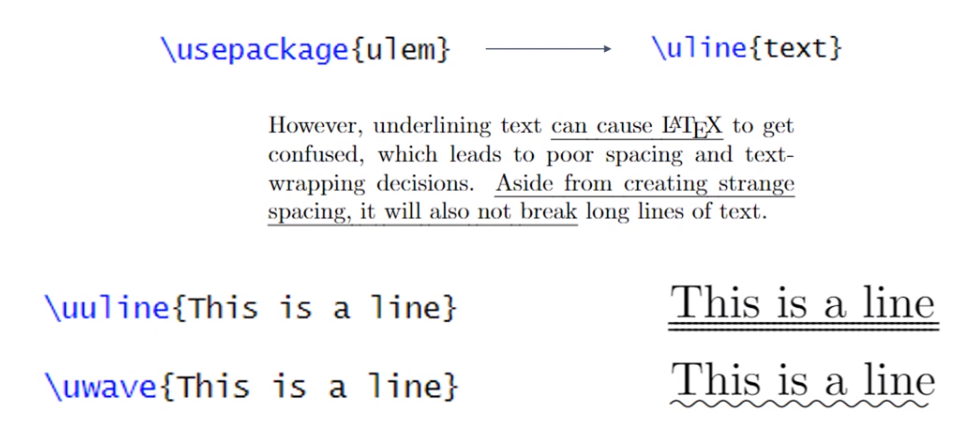 \usepackage{ulem} \uline{text}
However, underlining text can cause LATEX to get
confused, which leads to poor spacing and text-
wrapping decisions. Aside from creating strange
spacing, it will also not break long lines of text.
\uuline{This is a line} This is a line
\uwave{This is a line} This is a line